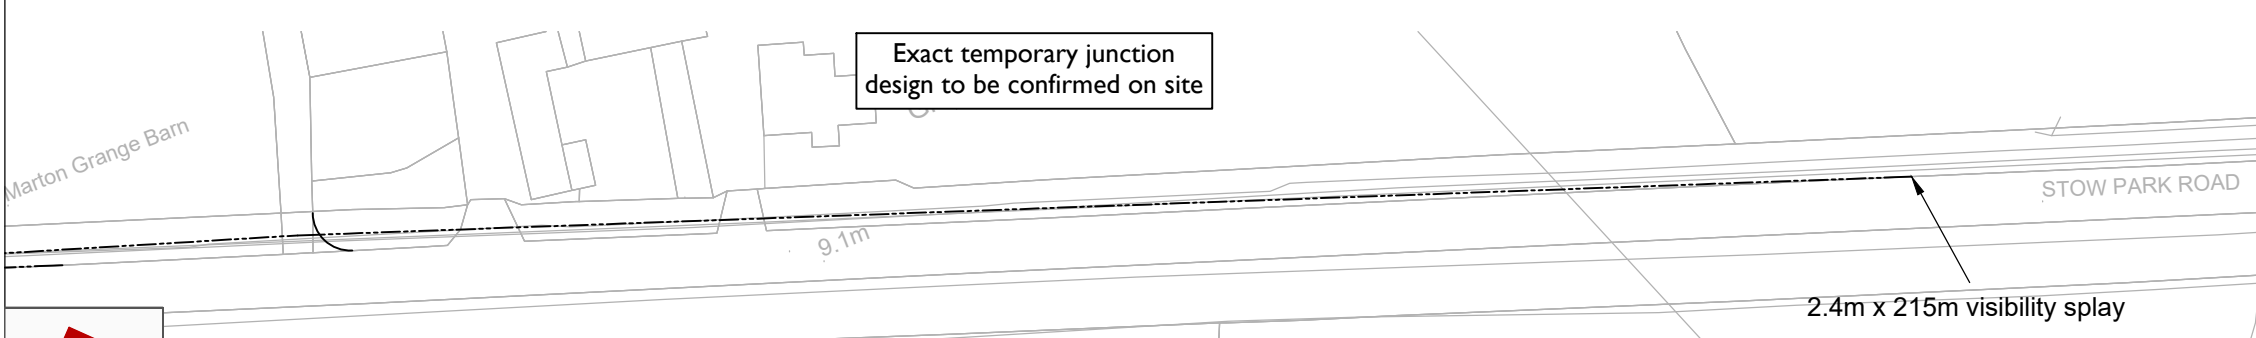 Exact temporary junction
design to be confirmed on site
Marton Grange Barn
STOW PARK ROAD
9.1m
2.4m x 215m visibility splay